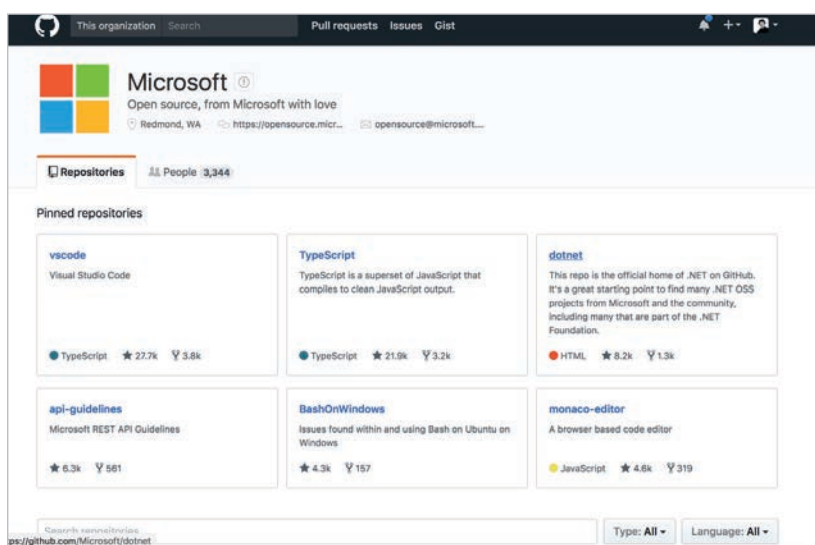 This organization Search Pull requests Issues Gist
Microsoft
Open source, from Microsoft with love
Redmond, WA https://opensource.micr... opensource@microsoft....
Repositories People 3,344
Pinned repositories
vscode
Visual Studio Code
TypeScript 27.7k 3.8k
TypeScript
TypeScript is a superset of JavaScript that
compiles to clean JavaScript output.
TypeScript 21.9k 3.2k
dotnet
This repo is the official home of .NET on GitHub.
It's a great starting point to find many .NET OSS
projects from Microsoft and the community,
including many that are part of the .NET
Foundation.
HTML 8.2k 1.3k
api-guidelines
Microsoft REST API Guidelines
6.3k 561
BashOnWindows
Issues found within and using Bash on Ubuntu on
Windows
4.3k 157
monaco-editor
A browser based code editor
JavaScript 4.6k 319
Search repositories... Type: All Language: All
ps://github.com/Microsoft/dotnet